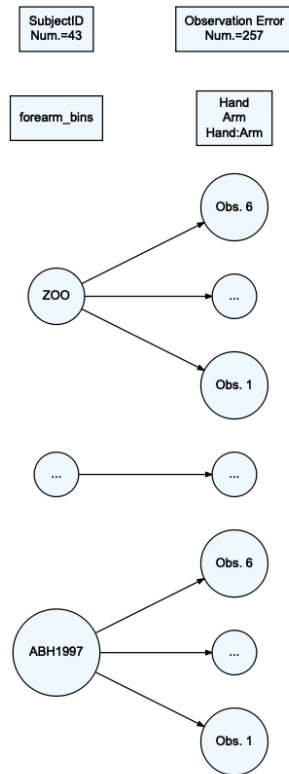 SubjectID
Num.=43
Observation Error
Num.=257
forearm_bins
Hand
Arm
Hand:Arm
Obs. 6
ZOO
...
Obs. 1
...
...
Obs. 6
ABH1997
...
Obs. 1